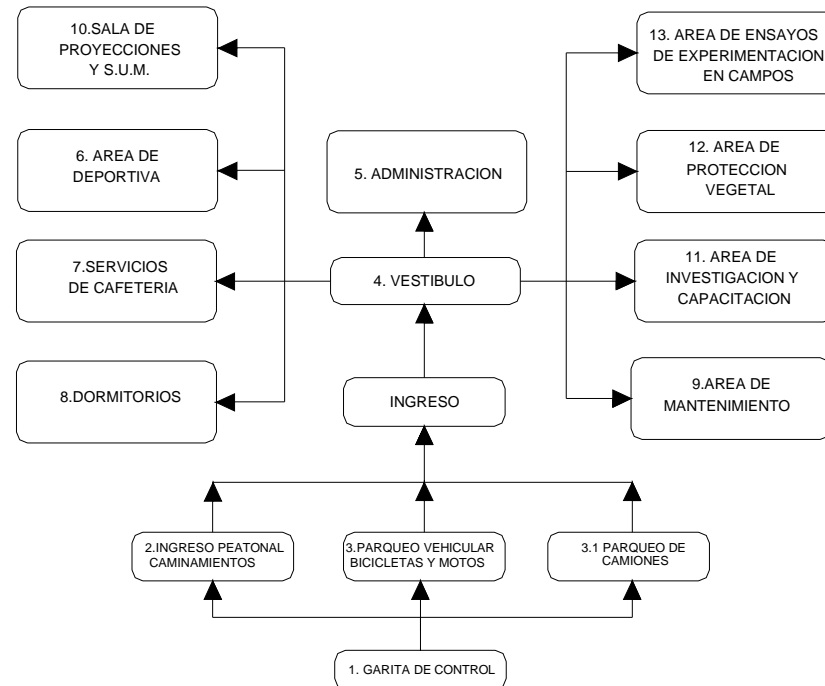 10.SALA DE
PROYECCIONES
Y S.U.M.
13. AREA DE ENSAYOS
DE EXPERIMENTACION
EN CAMPOS
6. AREA DE
DEPORTIVA
5. ADMINISTRACION
12. AREA DE
PROTECCION
VEGETAL
7.SERVICIOS
DE CAFETERIA
4. VESTIBULO
11. AREA DE
INVESTIGACION Y
CAPACITACION
8.DORMITORIOS
INGRESO
9.AREA DE
MANTENIMIENTO
2.INGRESO PEATONAL
CAMINAMIENTOS
3.PARQUEO VEHICULAR
BICICLETAS Y MOTOS
3.1 PARQUEO DE
CAMIONES
1. GARITA DE CONTROL